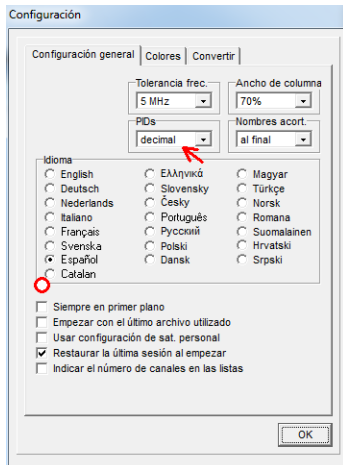 Configuración
Configuración general Colores Convertir
Tolerancia frec. Ancho de columna
5 MHz 70%
PIDs Nombres acort.
decimal al final
Idioma
English Ελληνικά Magyar
Deutsch Slovensky Türkçe
Nederlands Česky Norsk
Italiano Português Romana
Français Русский Suomalainen
Svenska Polski Hrvatski
Español Dansk Srpski
Catalan
Siempre en primer plano
Empezar con el último archivo utilizado
Usar configuración de sat. personal
Restaurar la última sesión al empezar
Indicar el número de canales en las listas
OK